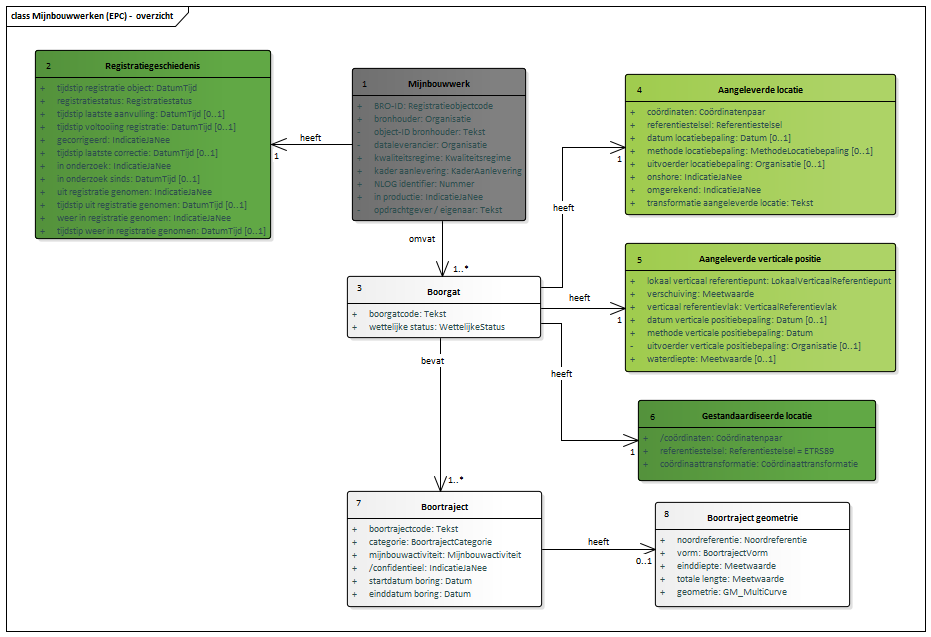 class Mijnbouwwerken (EPC) - overzicht
2 Registratiegeschiedenis
+ tijdstip registratie object: DatumTijd
+ registratiestatus: Registratiestatus
+ tijdstip laatste aanvulling: DatumTijd [0..1]
+ tijdstip voltooiing registratie: DatumTijd [0..1]
+ gecorrigeerd: IndicatieJaNee
+ tijdstip laatste correctie: DatumTijd [0..1]
+ in onderzoek: IndicatieJaNee
+ in onderzoek sinds: DatumTijd [0..1]
+ uit registratie genomen: IndicatieJaNee
+ tijdstip uit registratie genomen: DatumTijd [0..1]
+ weer in registratie genomen: IndicatieJaNee
+ tijdstip weer in registratie genomen: DatumTijd [0..1]
heeft
1
1 Mijnbouwwerk
+ BRO-ID: Registratieobjectcode
+ bronhouder: Organisatie
- object-ID bronhouder: Tekst
- dataleverancier: Organisatie
+ kwaliteitsregime: Kwaliteitsregime
+ kader aanlevering: KaderAanlevering
+ NLOG identifier: Nummer
+ in productie: IndicatieJaNee
- opdrachtgever / eigenaar: Tekst
omvat
1..*
3 Boorgat
+ boorgatcode: Tekst
+ wettelijke status: WettelijkeStatus
heeft
1
4 Aangeleverde locatie
+ coördinaten: Coördinatenpaar
+ referentiestelsel: Referentiestelsel
+ datum locatiebepaling: Datum [0..1]
+ methode locatiebepaling: MethodeLocatiebepaling [0..1]
+ uitvoerder locatiebepaling: Organisatie [0..1]
+ onshore: IndicatieJaNee
+ omgerekend: IndicatieJaNee
+ transformatie aangeleverde locatie: Tekst
heeft
1
5 Aangeleverde verticale positie
+ lokaal verticaal referentiepunt: LokaalVerticaalReferentiepunt
+ verschuiving: Meetwaarde
+ verticaal referentievlak: VerticaalReferentievlak
+ datum verticale positiebepaling: Datum [0..1]
+ methode verticale positiebepaling: Datum
- uitvoerder verticale positiebepaling: Organisatie [0..1]
+ waterdiepte: Meetwaarde [0..1]
heeft
1
6 Gestandaardiseerde locatie
+ /coördinaten: Coördinatenpaar
+ referentiestelsel: Referentiestelsel = ETRS89
+ coördinaattransformatie: Coördinaattransformatie
bevat
1..*
7 Boortraject
+ boortrajectcode: Tekst
+ categorie: BoortrajectCategorie
+ mijnbouwactiviteit: Mijnbouwactiviteit
+ /confidentieel: IndicatieJaNee
+ startdatum boring: Datum
+ einddatum boring: Datum
heeft
0..1
8 Boortraject geometrie
+ noordreferentie: Noordreferentie
+ vorm: BoortrajectVorm
+ einddiepte: Meetwaarde
+ totale lengte: Meetwaarde
+ geometrie: GM_MultiCurve